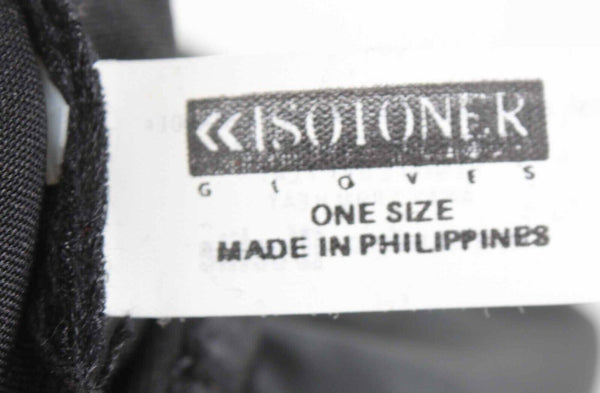 ISOTONER
GLOVES
ONE SIZE
MADE IN PHILIPPINES